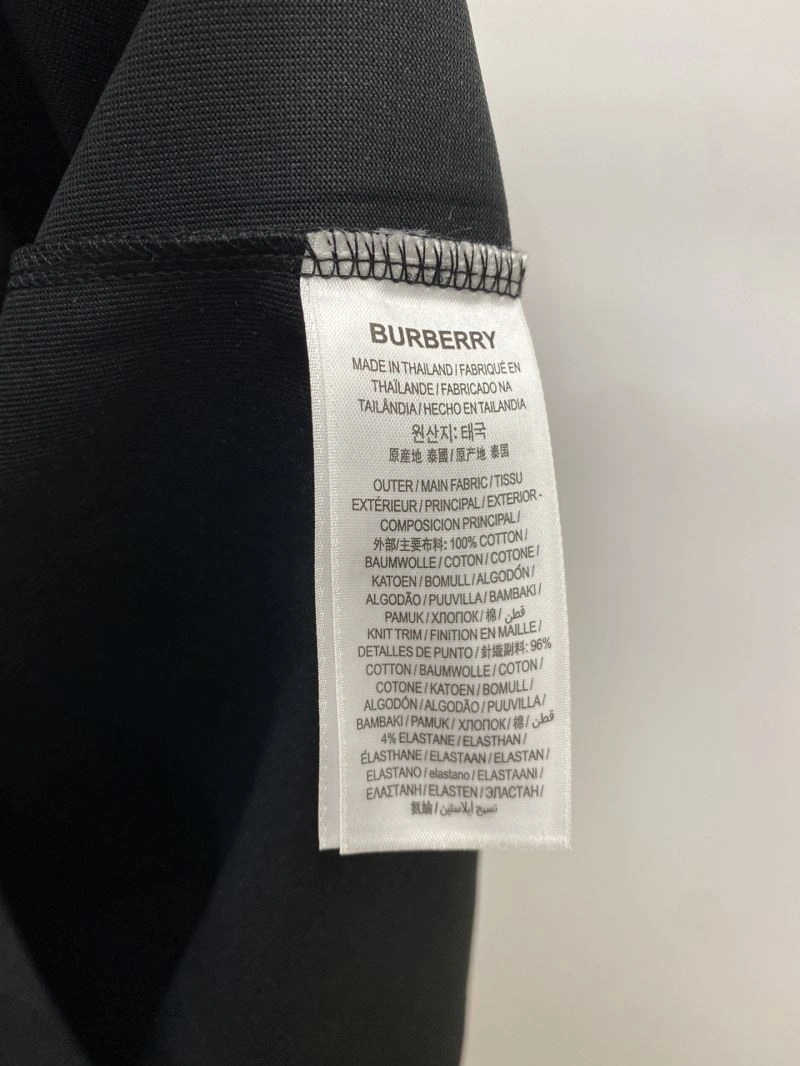 BURBERRY
MADE IN THAILAND / FABRIQUÉ EN
THAÏLANDE / FABRICADO NA
TAILÂNDIA / HECHO EN TAILANDIA
원산지: 태국
原産地 泰國 / 原产地 泰国
OUTER / MAIN FABRIC / TISSU
EXTÉRIEUR / PRINCIPAL / EXTERIOR -
COMPOSICION PRINCIPAL /
外部/主要布料: 100% COTTON /
BAUMWOLLE / COTON / COTONE /
KATOEN / BOMULL / ALGODÓN /
ALGODÃO / PUUVILLA / BAMBAKI /
PAMUK / ХЛОПОК / 棉 / قطن /
KNIT TRIM / FINITION EN MAILLE /
DETALLES DE PUNTO / 針織副料: 96%
COTTON / BAUMWOLLE / COTON /
COTONE / KATOEN / BOMULL /
ALGODÓN / ALGODÃO / PUUVILLA /
BAMBAKI / PAMUK / ХЛОПОК / 棉 / قطن
4% ELASTANE / ELASTHAN /
ÉLASTHANE / ELASTAAN / ELASTAN /
ELASTANO / elastano / ELASTAANI /
ΕΛΑΣΤΑΝΗ / ELASTEN / ЭЛАСТАН /
氨綸 / نسيج إيلاستين